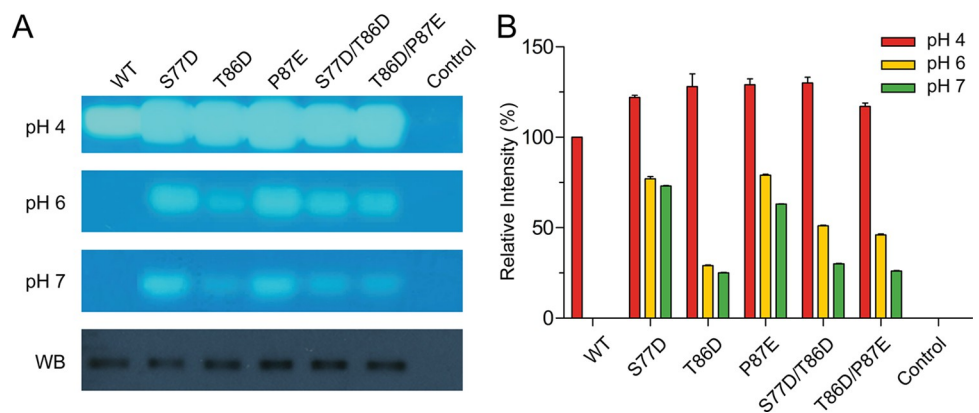 A
WT
S77D
T86D
P87E
S77D/T86D
T86D/P87E
Control
pH 4
pH 6
pH 7
WB
B
150
100
50
0
Relative Intensity (%)
pH 4
pH 6
pH 7
WT
S77D
T86D
P87E
S77D/T86D
T86D/P87E
Control